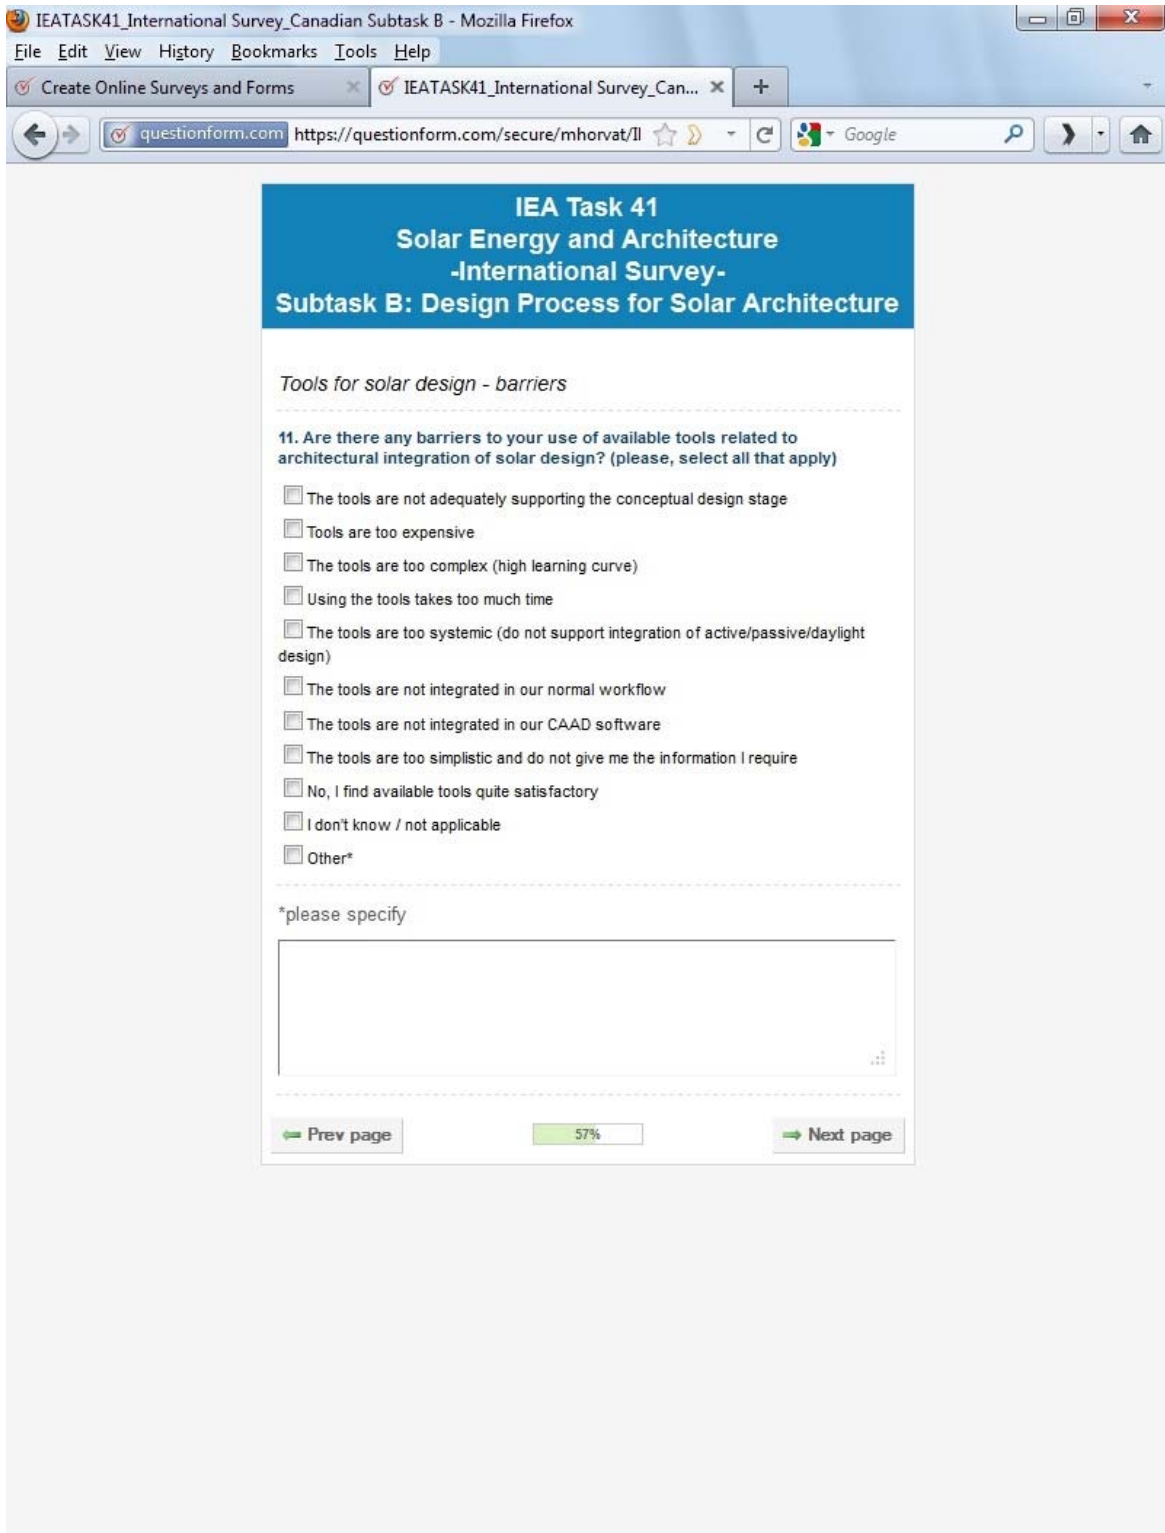 IEATASK41_International Survey_Canadian Subtask B - Mozilla Firefox
File Edit View History Bookmarks Tools Help
Create Online Surveys and Forms
IEATASK41_International Survey_Can...
questionform.com https://questionform.com/secure/mhorvat/II
Google
IEA Task 41
Solar Energy and Architecture
-International Survey-
Subtask B: Design Process for Solar Architecture
Tools for solar design - barriers
11. Are there any barriers to your use of available tools related to
architectural integration of solar design? (please, select all that apply)
The tools are not adequately supporting the conceptual design stage
Tools are too expensive
The tools are too complex (high learning curve)
Using the tools takes too much time
The tools are too systemic (do not support integration of active/passive/daylight
design)
The tools are not integrated in our normal workflow
The tools are not integrated in our CAAD software
The tools are too simplistic and do not give me the information I require
No, I find available tools quite satisfactory
I don't know / not applicable
Other*
*please specify
Prev page
57%
Next page